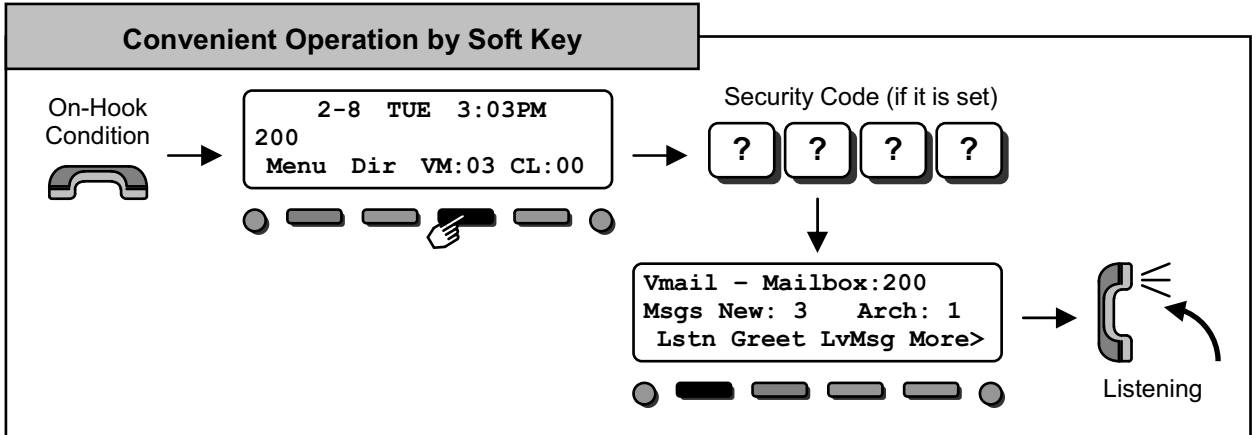 Convenient Operation by Soft Key
On-Hook
Condition
2-8 TUE 3:03PM
200
Menu Dir VM:03 CL:00
Security Code (if it is set)
? ? ? ?
Vmail – Mailbox:200
Msgs New: 3 Arch: 1
Lstn Greet LvMsg More>
Listening